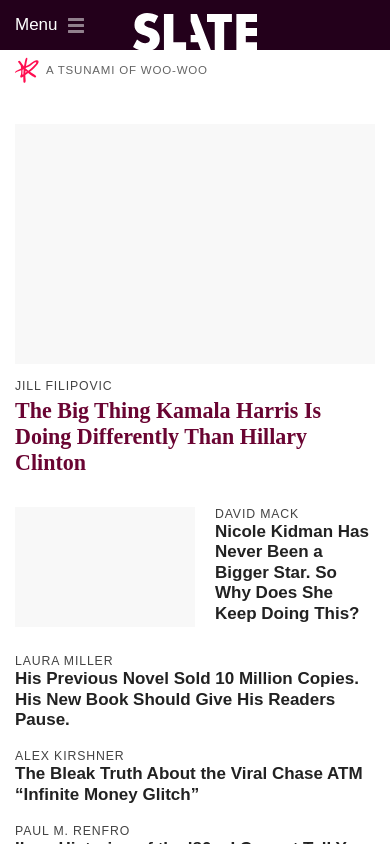 Menu
SLATE
A TSUNAMI OF WOO-WOO
JILL FILIPOVIC
The Big Thing Kamala Harris Is
Doing Differently Than Hillary
Clinton
DAVID MACK
Nicole Kidman Has
Never Been a
Bigger Star. So
Why Does She
Keep Doing This?
LAURA MILLER
His Previous Novel Sold 10 Million Copies.
His New Book Should Give His Readers
Pause.
ALEX KIRSHNER
The Bleak Truth About the Viral Chase ATM
“Infinite Money Glitch”
PAUL M. RENFRO